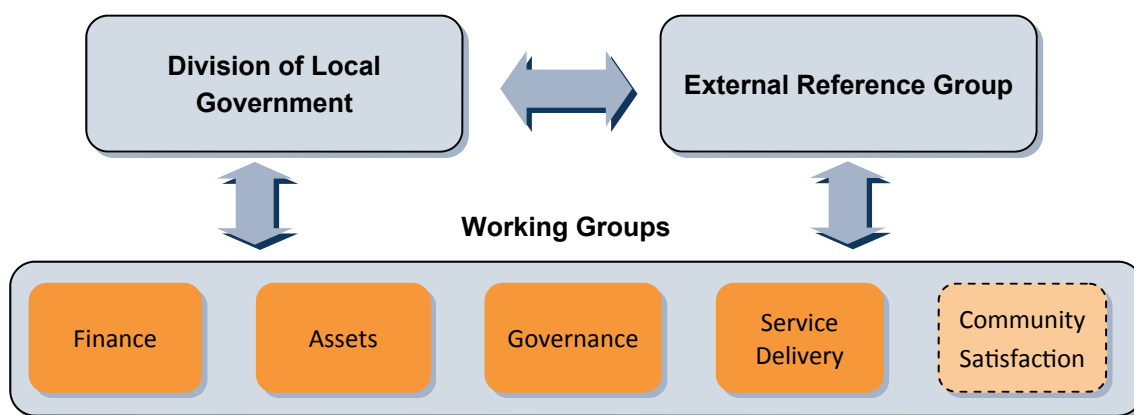 Division of Local
Government
External Reference Group
Working Groups
Finance
Assets
Governance
Service
Delivery
Community
Satisfaction